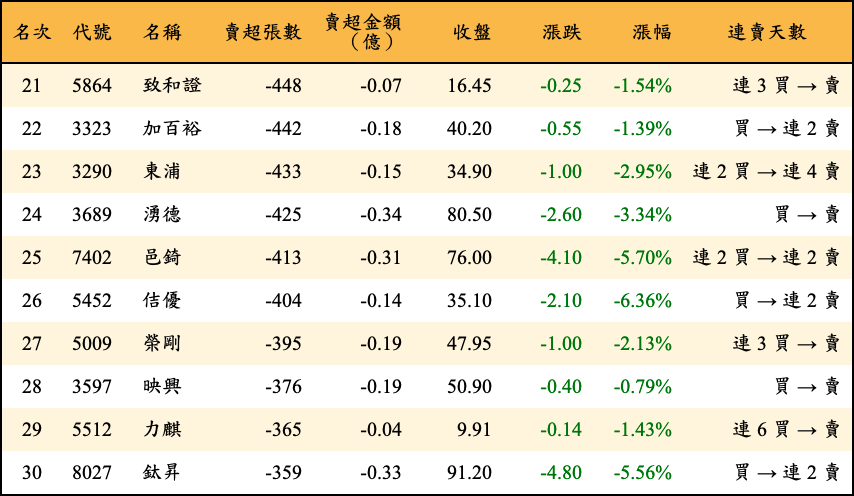 名次 代號 名稱 賣超張數 賣超金額（億） 收盤 漲跌 漲幅 連賣天數
21 5864 致和證 -448 -0.07 16.45 -0.25 -1.54% 連 3 買 → 賣
22 3323 加百裕 -442 -0.18 40.20 -0.55 -1.39% 買 → 連 2 賣
23 3290 東浦 -433 -0.15 34.90 -1.00 -2.95% 連 2 買 → 連 4 賣
24 3689 湧德 -425 -0.34 80.50 -2.60 -3.34% 買 → 賣
25 7402 邑錡 -413 -0.31 76.00 -4.10 -5.70% 連 2 買 → 連 2 賣
26 5452 佶優 -404 -0.14 35.10 -2.10 -6.36% 買 → 連 2 賣
27 5009 榮剛 -395 -0.19 47.95 -1.00 -2.13% 連 3 買 → 賣
28 3597 映興 -376 -0.19 50.90 -0.40 -0.79% 買 → 賣
29 5512 力麒 -365 -0.04 9.91 -0.14 -1.43% 連 6 買 → 賣
30 8027 鈦昇 -359 -0.33 91.20 -4.80 -5.56% 買 → 連 2 賣